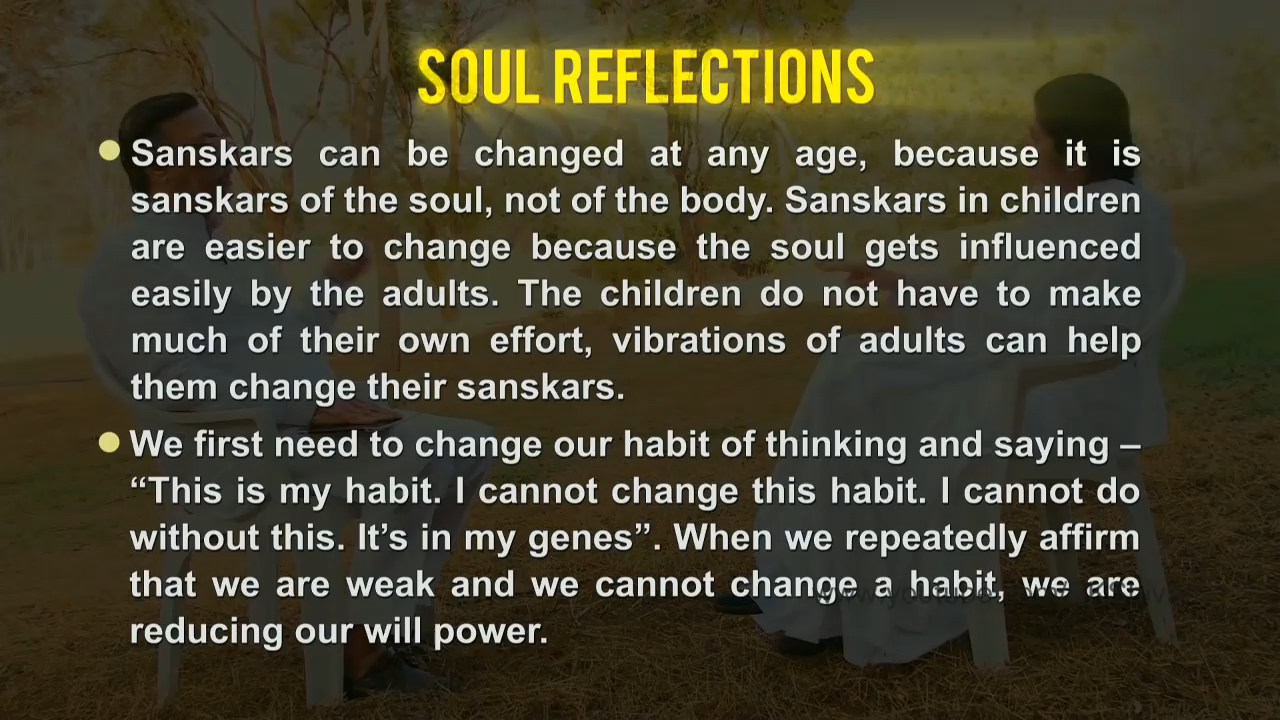 SOUL REFLECTIONS
Sanskars can be changed at any age, because it is
sanskars of the soul, not of the body. Sanskars in children
are easier to change because the soul gets influenced
easily by the adults. The children do not have to make
much of their own effort, vibrations of adults can help
them change their sanskars.
We first need to change our habit of thinking and saying –
“This is my habit. I cannot change this habit. I cannot do
without this. It’s in my genes”. When we repeatedly affirm
that we are weak and we cannot change a habit, we are
reducing our will power.